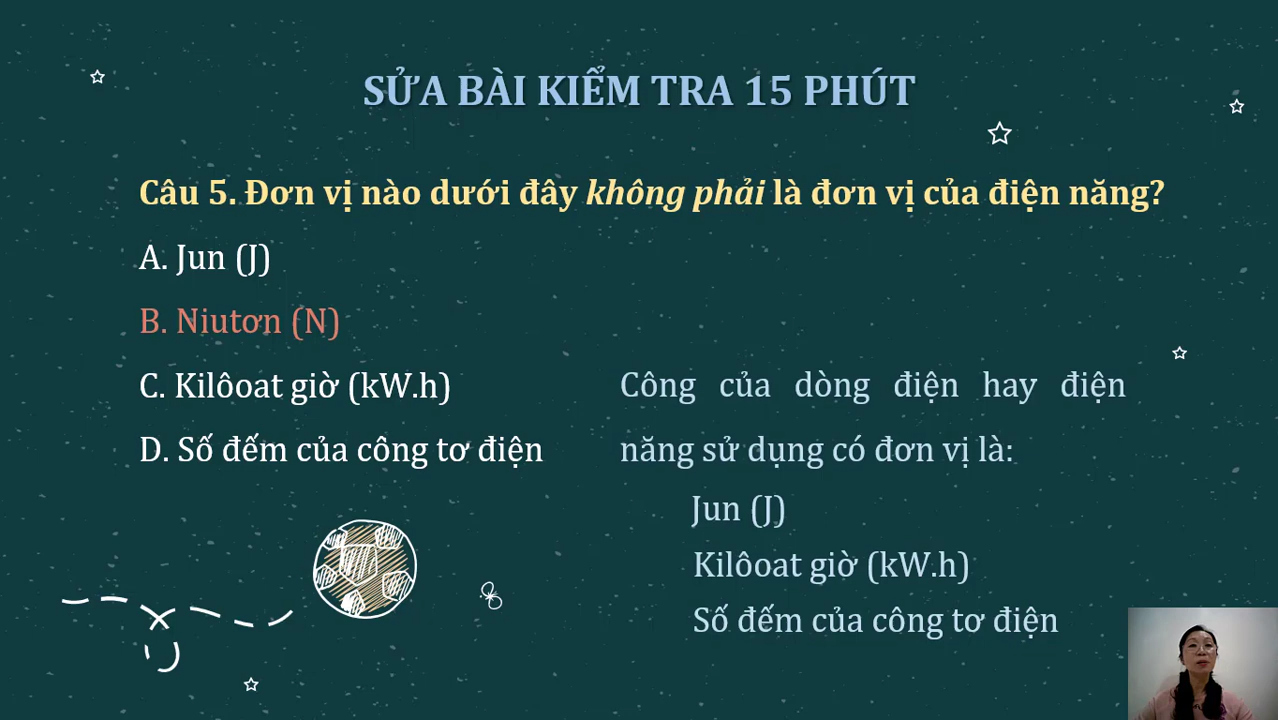 SỬA BÀI KIỂM TRA 15 PHÚT
Câu 5. Đơn vị nào dưới đây không phải là đơn vị của điện năng?
A. Jun (J)
B. Niutơn (N)
C. Kilôoat giờ (kW.h)
D. Số đếm của công tơ điện
Công của dòng điện hay điện
năng sử dụng có đơn vị là:
Jun (J)
Kilôoat giờ (kW.h)
Số đếm của công tơ điện